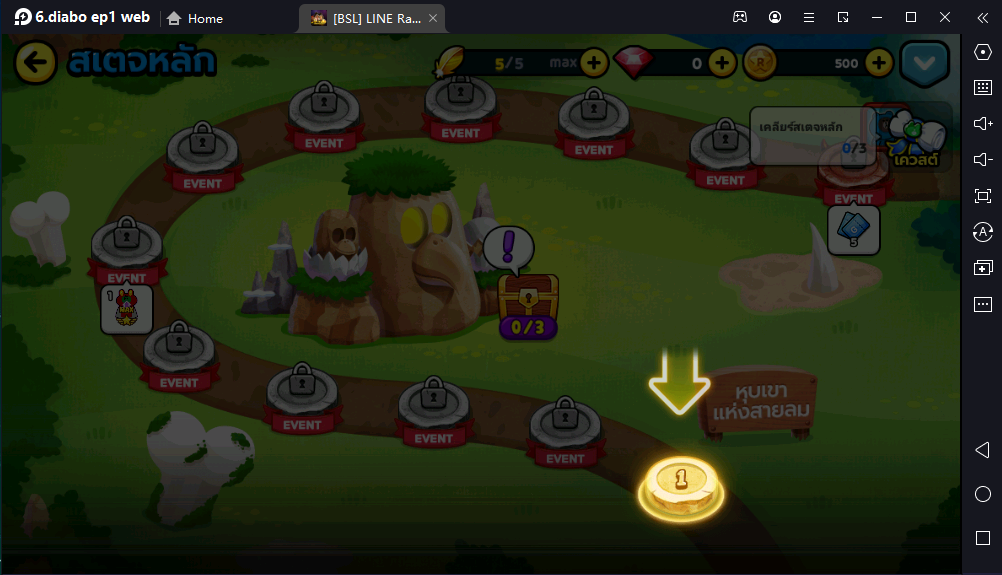 6.diabo ep1 web
Home
[BSL] LINE Ra...
สเตจหลัก
5/5
max
0
R
500
EVENT
EVENT
EVENT
EVENT
EVENT
EVENT
EVENT
เคลียร์สเตจหลัก
0/3
เควสต์
5
EVENT
1
MAX
0/3
EVENT
EVENT
EVENT
EVENT
หุบเขา
แห่งสายลม
1